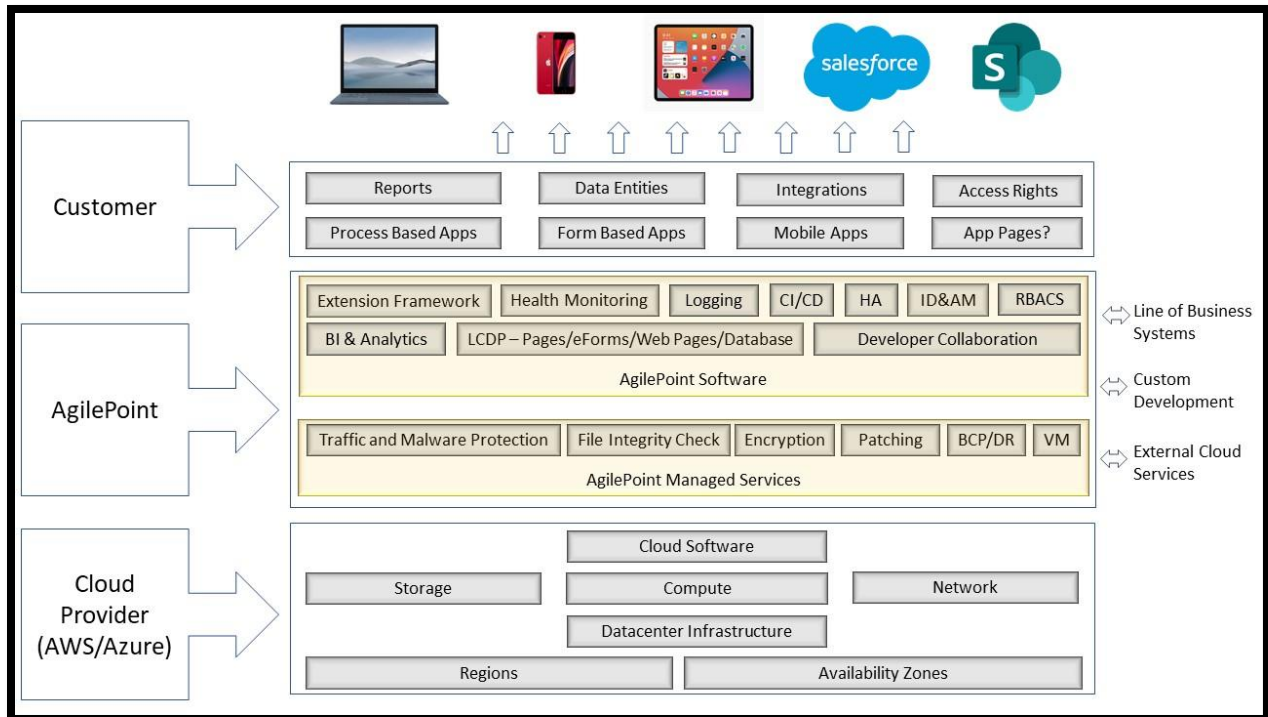 salesforce
S
Customer
Reports
Data Entities
Integrations
Access Rights
Process Based Apps
Form Based Apps
Mobile Apps
App Pages?
AgilePoint
Extension Framework
Health Monitoring
Logging
CI/CD
HA
ID&AM
RBACS
BI & Analytics
LCDP – Pages/eForms/Web Pages/Database
Developer Collaboration
AgilePoint Software
Traffic and Malware Protection
File Integrity Check
Encryption
Patching
BCP/DR
VM
AgilePoint Managed Services
Line of Business
Systems
Custom
Development
External Cloud
Services
Cloud
Provider
(AWS/Azure)
Cloud Software
Storage
Compute
Network
Datacenter Infrastructure
Regions
Availability Zones